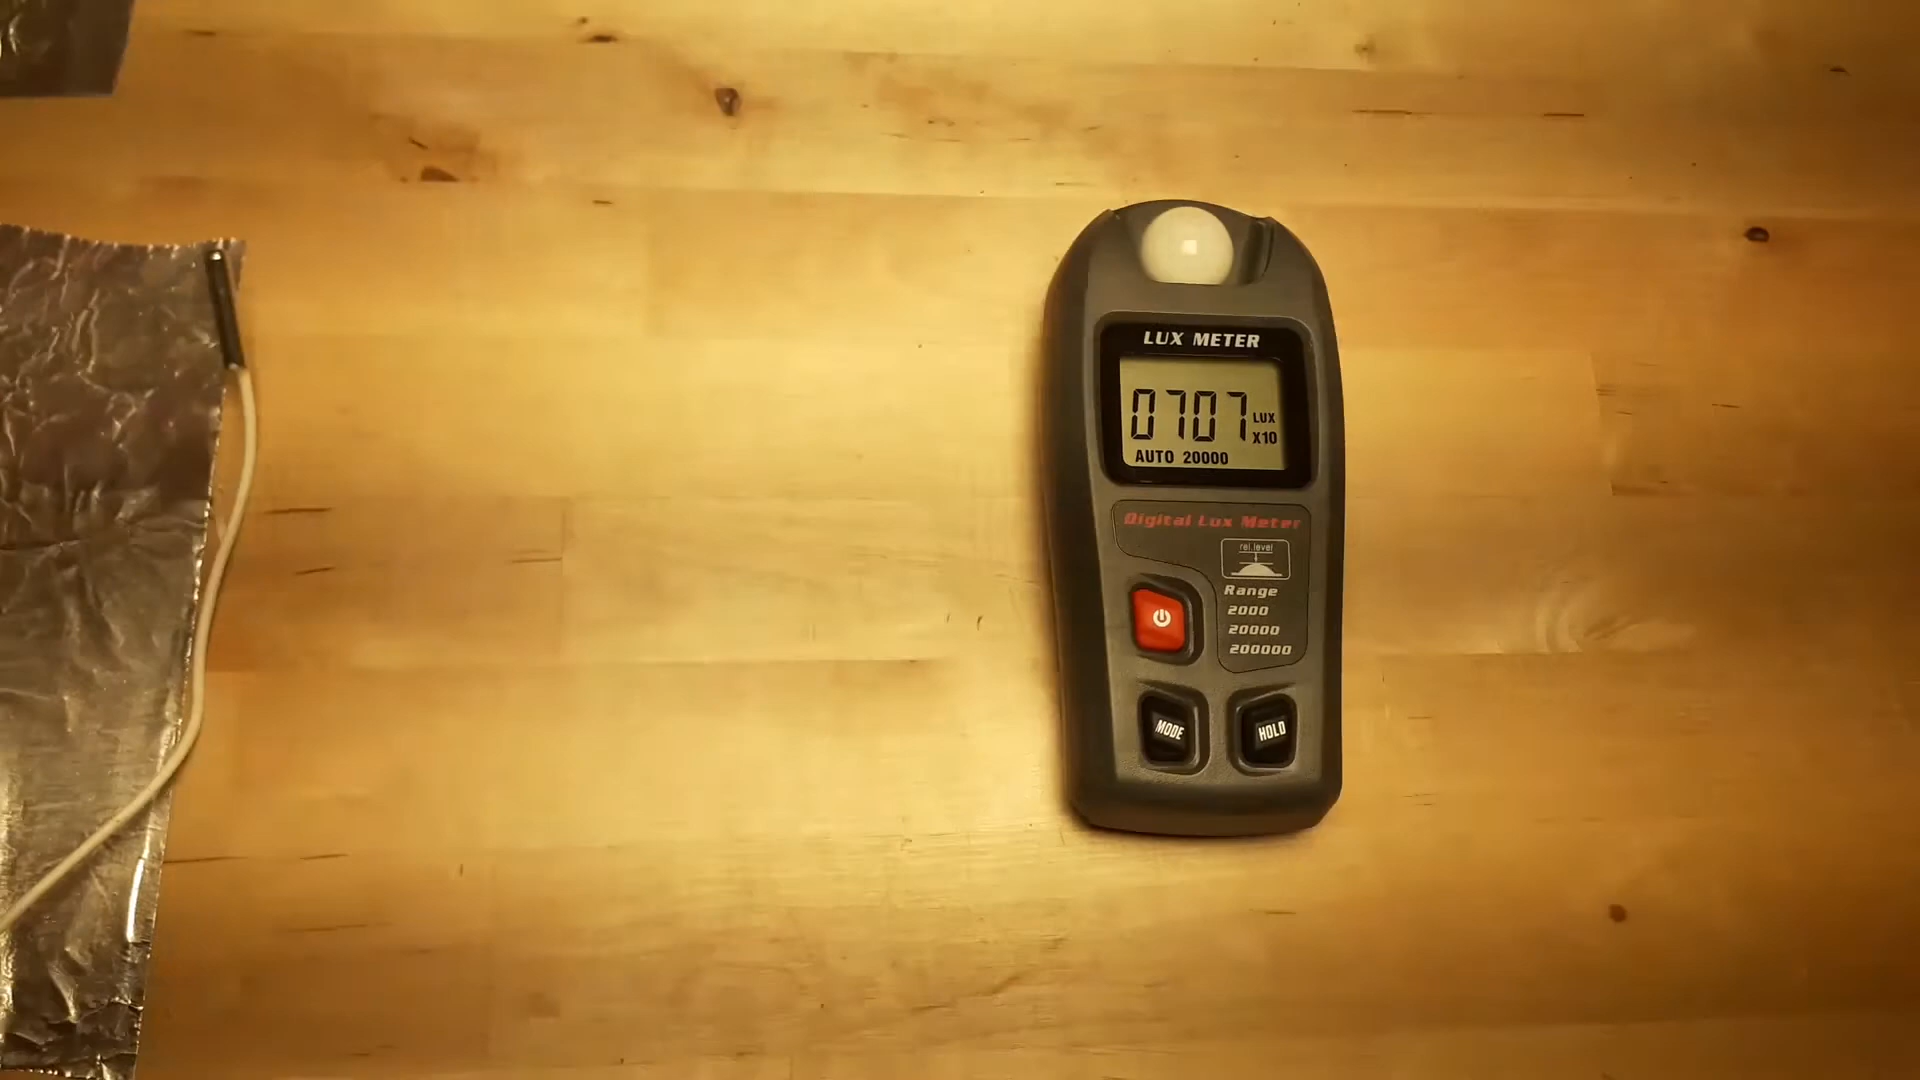 LUX METER
0707 LUX
X10
AUTO 20000
Digital Lux Meter
rel.level
Range
2000
20000
200000
MODE HOLD